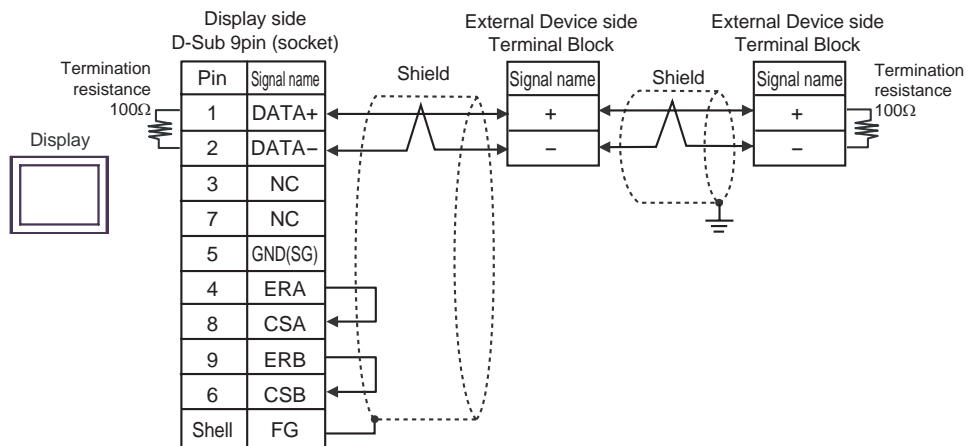 Display side
D-Sub 9pin (socket)
External Device side
Terminal Block
External Device side
Terminal Block
Termination
resistance
100Ω
Display
Pin Signal name
1 DATA+
2 DATA−
3 NC
7 NC
5 GND(SG)
4 ERA
8 CSA
9 ERB
6 CSB
Shell FG
Shield
Signal name
+
−
Shield
Signal name
+
−
Termination
resistance
100Ω